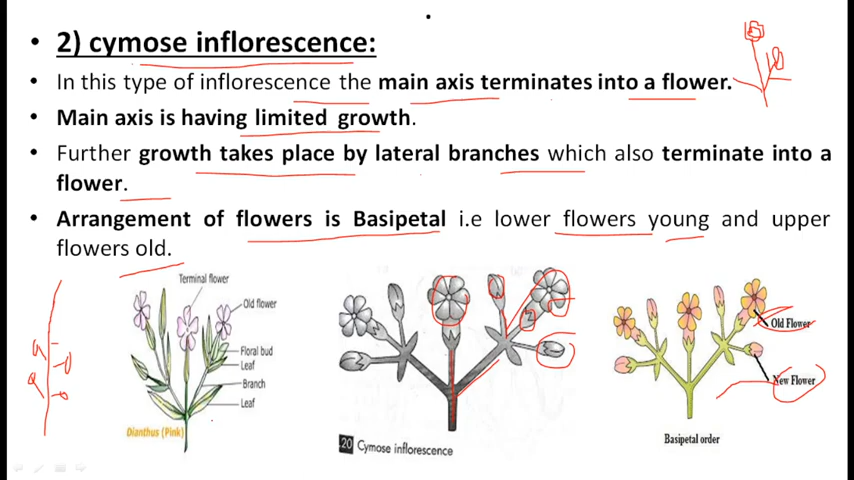 2) cymose inflorescence:
In this type of inflorescence the main axis terminates into a flower.
Main axis is having limited growth.
Further growth takes place by lateral branches which also terminate into a
flower.
Arrangement of flowers is Basipetal i.e lower flowers young and upper
flowers old.
Terminal flower
Old flower
Floral bud
Leaf
Branch
Leaf
Dianthus (Pink)
20 Cymose inflorescence
Old Flower
New Flower
Basipetal order